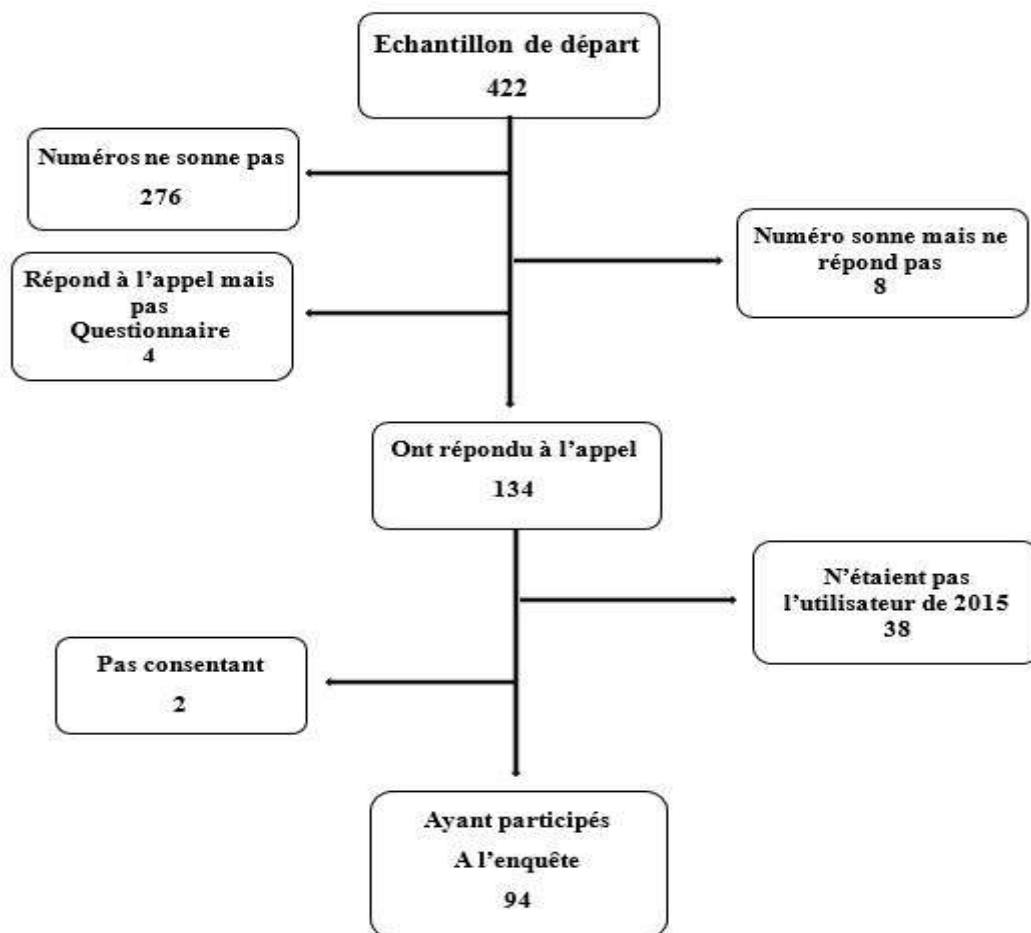 Echantillon de départ
422
Numéros ne sonne pas
276
Numéro sonne mais ne
répond pas
8
Répond à l'appel mais
pas
Questionnaire
4
Ont répondu à l'appel
134
N'étaient pas
l'utilisateur de 2015
38
Pas consentant
2
Ayant participés
A l'enquête
94